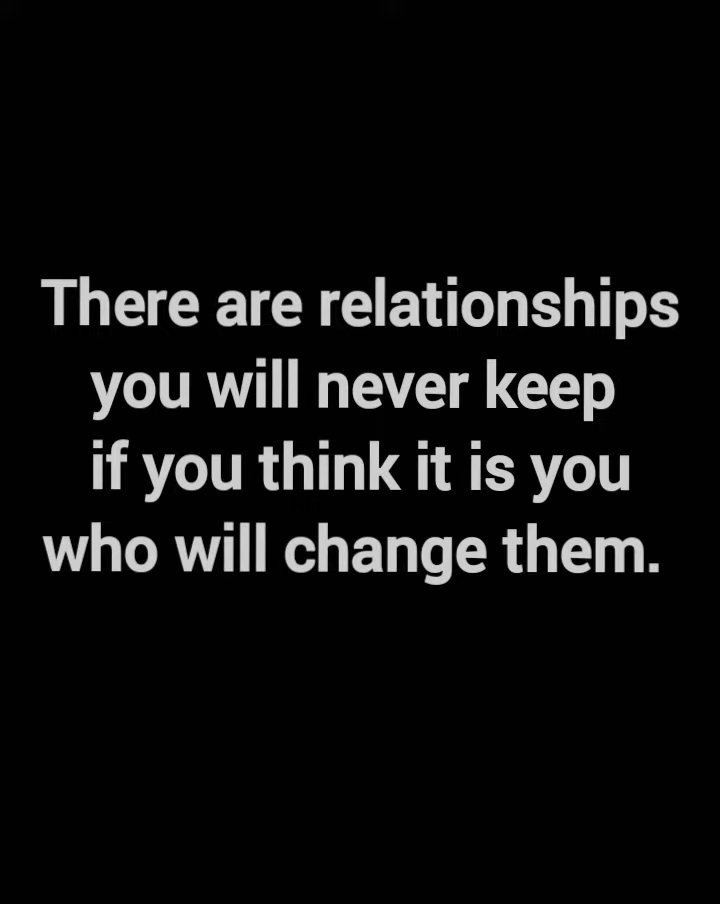 There are relationships
you will never keep
if you think it is you
who will change them.